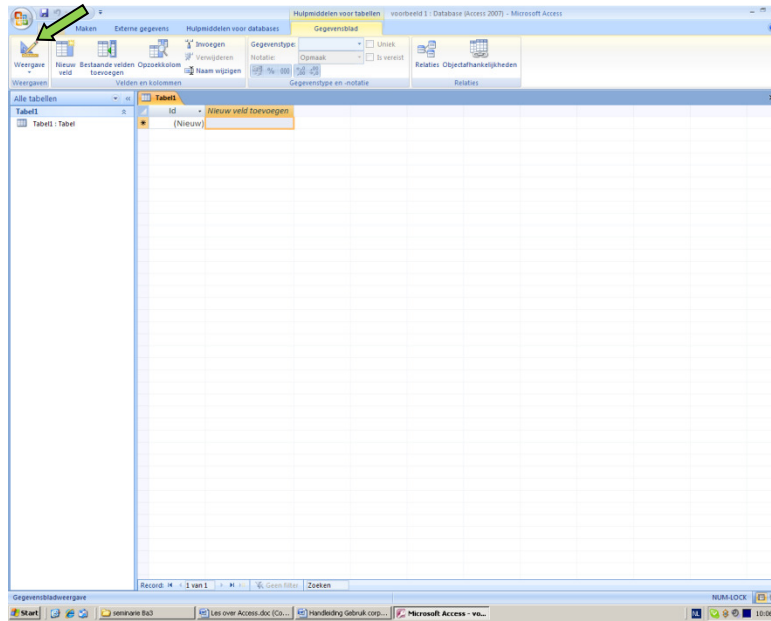 Hulpmiddelen voor tabellen voorbeeld 1 : Database (Access 2007) - Microsoft Access
Maken Externe gegevens Hulpmiddelen voor databases Gegevensblad
Weergave
Nieuw veld
Bestaande velden toevoegen
Opzoekkolom
Invoegen
Verwijderen
Naam wijzigen
Gegevenstype:
Notatie: Opmaak
% 000
Uniek
Is vereist
Relaties Objectafhankelijkheden
Weergaven Velden en kolommen Gegevenstype en -notatie Relaties
Alle tabellen
Tabel1
Tabel1 : Tabel
Tabel1
Id Nieuw veld toevoegen
(Nieuw)
Record: 1 van 1 Geen filter Zoeken
Gegevensbladweergave NUM-LOCK
Start seminarie Ba3 Les over Access.doc (Co... Handleiding Gebruik corp... Microsoft Access - vo... NL